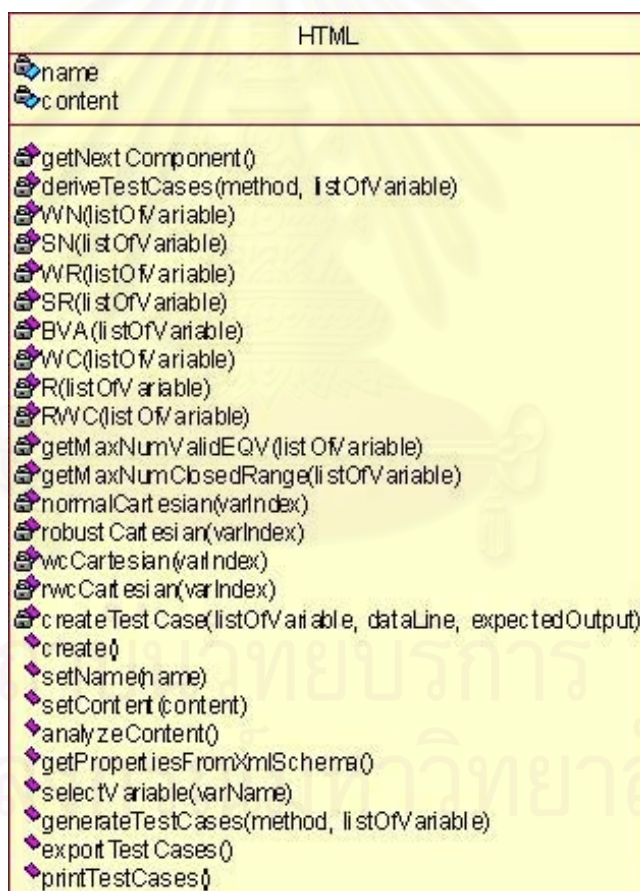 HTML
name
content
getNextComponent()
deriveTestCases(method, listOfVariable)
WN(listOfVariable)
SN(listOfVariable)
WR(listOfVariable)
SR(listOfVariable)
BVA(listOfVariable)
WC(listOfVariable)
R(listOfVariable)
RWC(listOfVariable)
getMaxNumValidEQV(listOfVariable)
getMaxNumClosedRange(listOfVariable)
normalCartesian(varIndex)
robustCartesian(varIndex)
wcCartesian(varIndex)
rwcCartesian(varIndex)
createTestCase(listOfVariable, dataLine, expectedOutput)
create()
setName(name)
setContent(content)
analyzeContent()
getPropertiesFromXmlSchema()
selectVariable(varName)
generateTestCases(method, listOfVariable)
exportTestCases()
printTestCases()